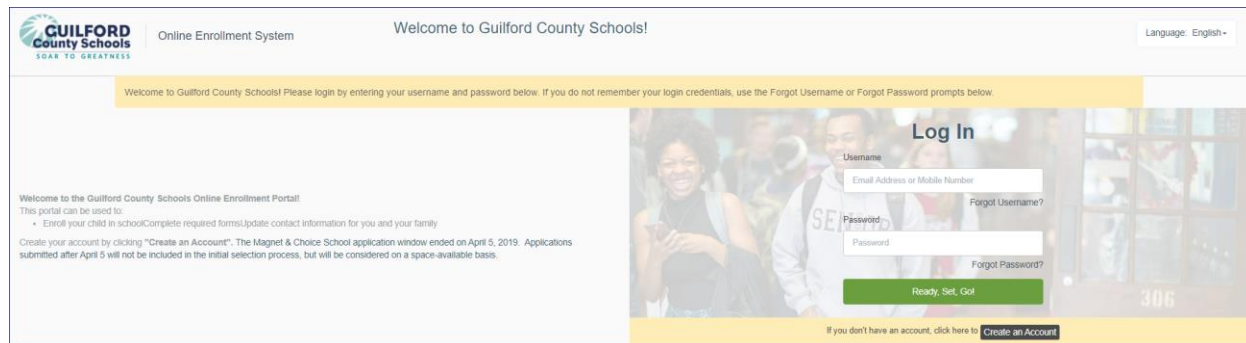 GUILFORD
County Schools
SOAR TO GREATNESS
Online Enrollment System
Welcome to Guilford County Schools!
Language: English
Welcome to Guilford County Schools! Please login by entering your username and password below. If you do not remember your login credentials, use the Forgot Username or Forgot Password prompts below.
Welcome to the Guilford County Schools Online Enrollment Portal!
This portal can be used to:
• Enroll your child in schoolComplete required formsUpdate contact information for you and your family
Create your account by clicking "Create an Account". The Magnet & Choice School application window ended on April 5, 2019. Applications
submitted after April 5 will not be included in the initial selection process, but will be considered on a space-available basis.
Log In
Username
Email Address or Mobile Number
Forgot Username?
Password
Password
Forgot Password?
Ready, Set, Go!
If you don't have an account, click here to Create an Account
SENIOR
306